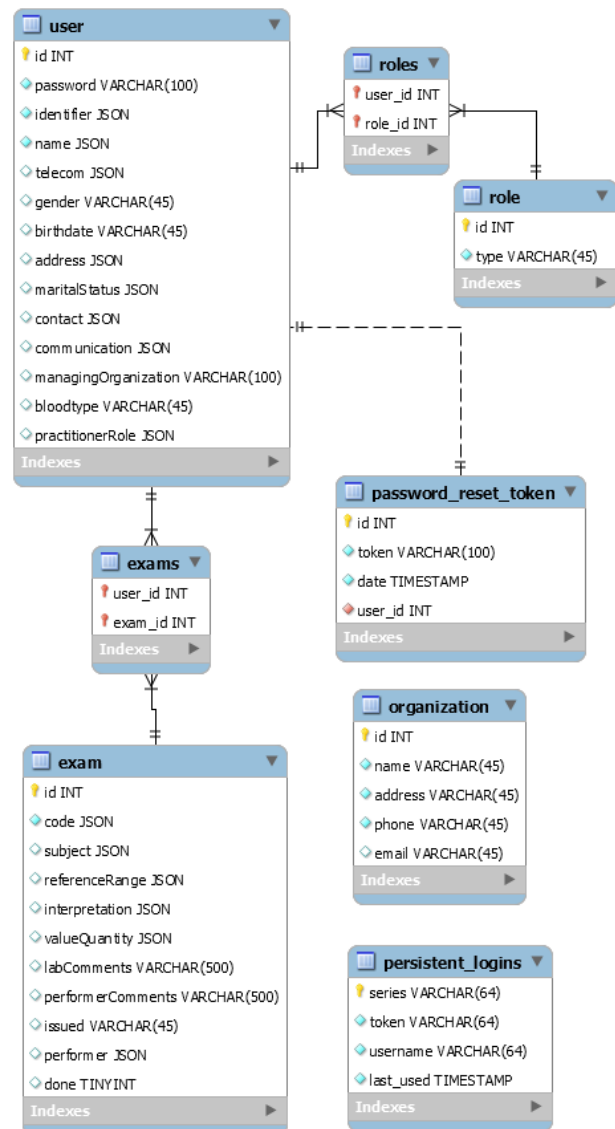 user
id INT
password VARCHAR(100)
identifier JSON
name JSON
telecom JSON
gender VARCHAR(45)
birthdate VARCHAR(45)
address JSON
maritalStatus JSON
contact JSON
communication JSON
managingOrganization VARCHAR(100)
bloodtype VARCHAR(45)
practitionerRole JSON
Indexes
roles
user_id INT
role_id INT
Indexes
role
id INT
type VARCHAR(45)
Indexes
password_reset_token
id INT
token VARCHAR(100)
date TIMESTAMP
user_id INT
Indexes
exams
user_id INT
exam_id INT
Indexes
organization
id INT
name VARCHAR(45)
address VARCHAR(45)
phone VARCHAR(45)
email VARCHAR(45)
Indexes
exam
id INT
code JSON
subject JSON
referenceRange JSON
interpretation JSON
valueQuantity JSON
labComments VARCHAR(500)
performerComments VARCHAR(500)
issued VARCHAR(45)
performer JSON
done TINYINT
Indexes
persistent_logins
series VARCHAR(64)
token VARCHAR(64)
username VARCHAR(64)
last_used TIMESTAMP
Indexes